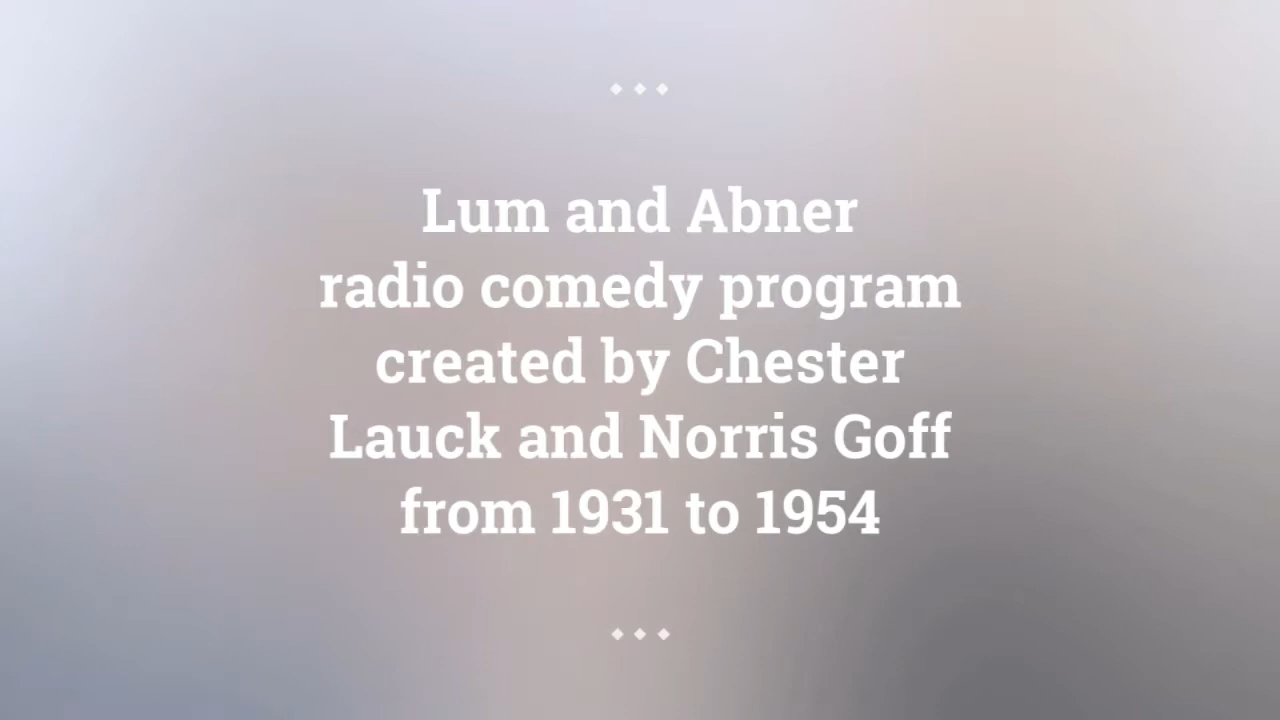 Lum and Abner
radio comedy program
created by Chester
Lauck and Norris Goff
from 1931 to 1954